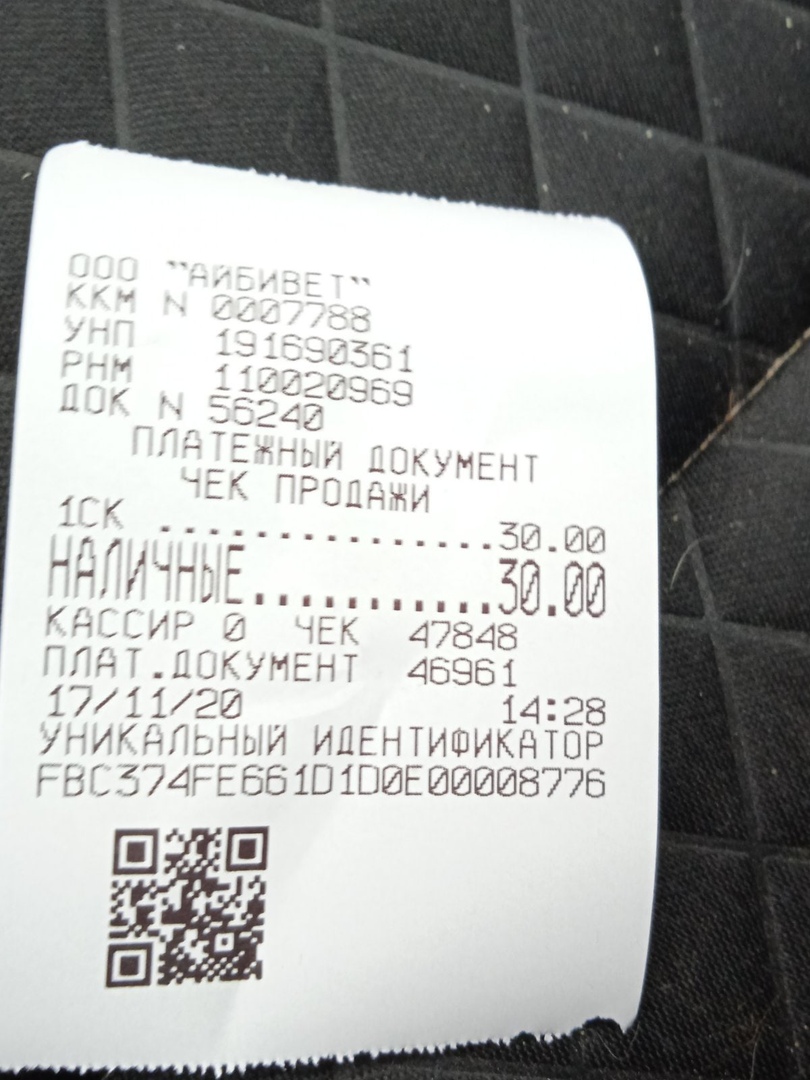 ООО "АЙБИВЕТ"
ККМ N 0007788
УНП 191690361
РНМ 110020969
ДОК N 56240
ПЛАТЕЖНЫЙ ДОКУМЕНТ
ЧЕК ПРОДАЖИ
1СК ................30.00
НАЛИЧНЫЕ...........30.00
КАССИР 0 ЧЕК 47848
ПЛАТ.ДОКУМЕНТ 46961
17/11/20 14:28
УНИКАЛЬНЫЙ ИДЕНТИФИКАТОР
FBC374FE661D1D0E00008776